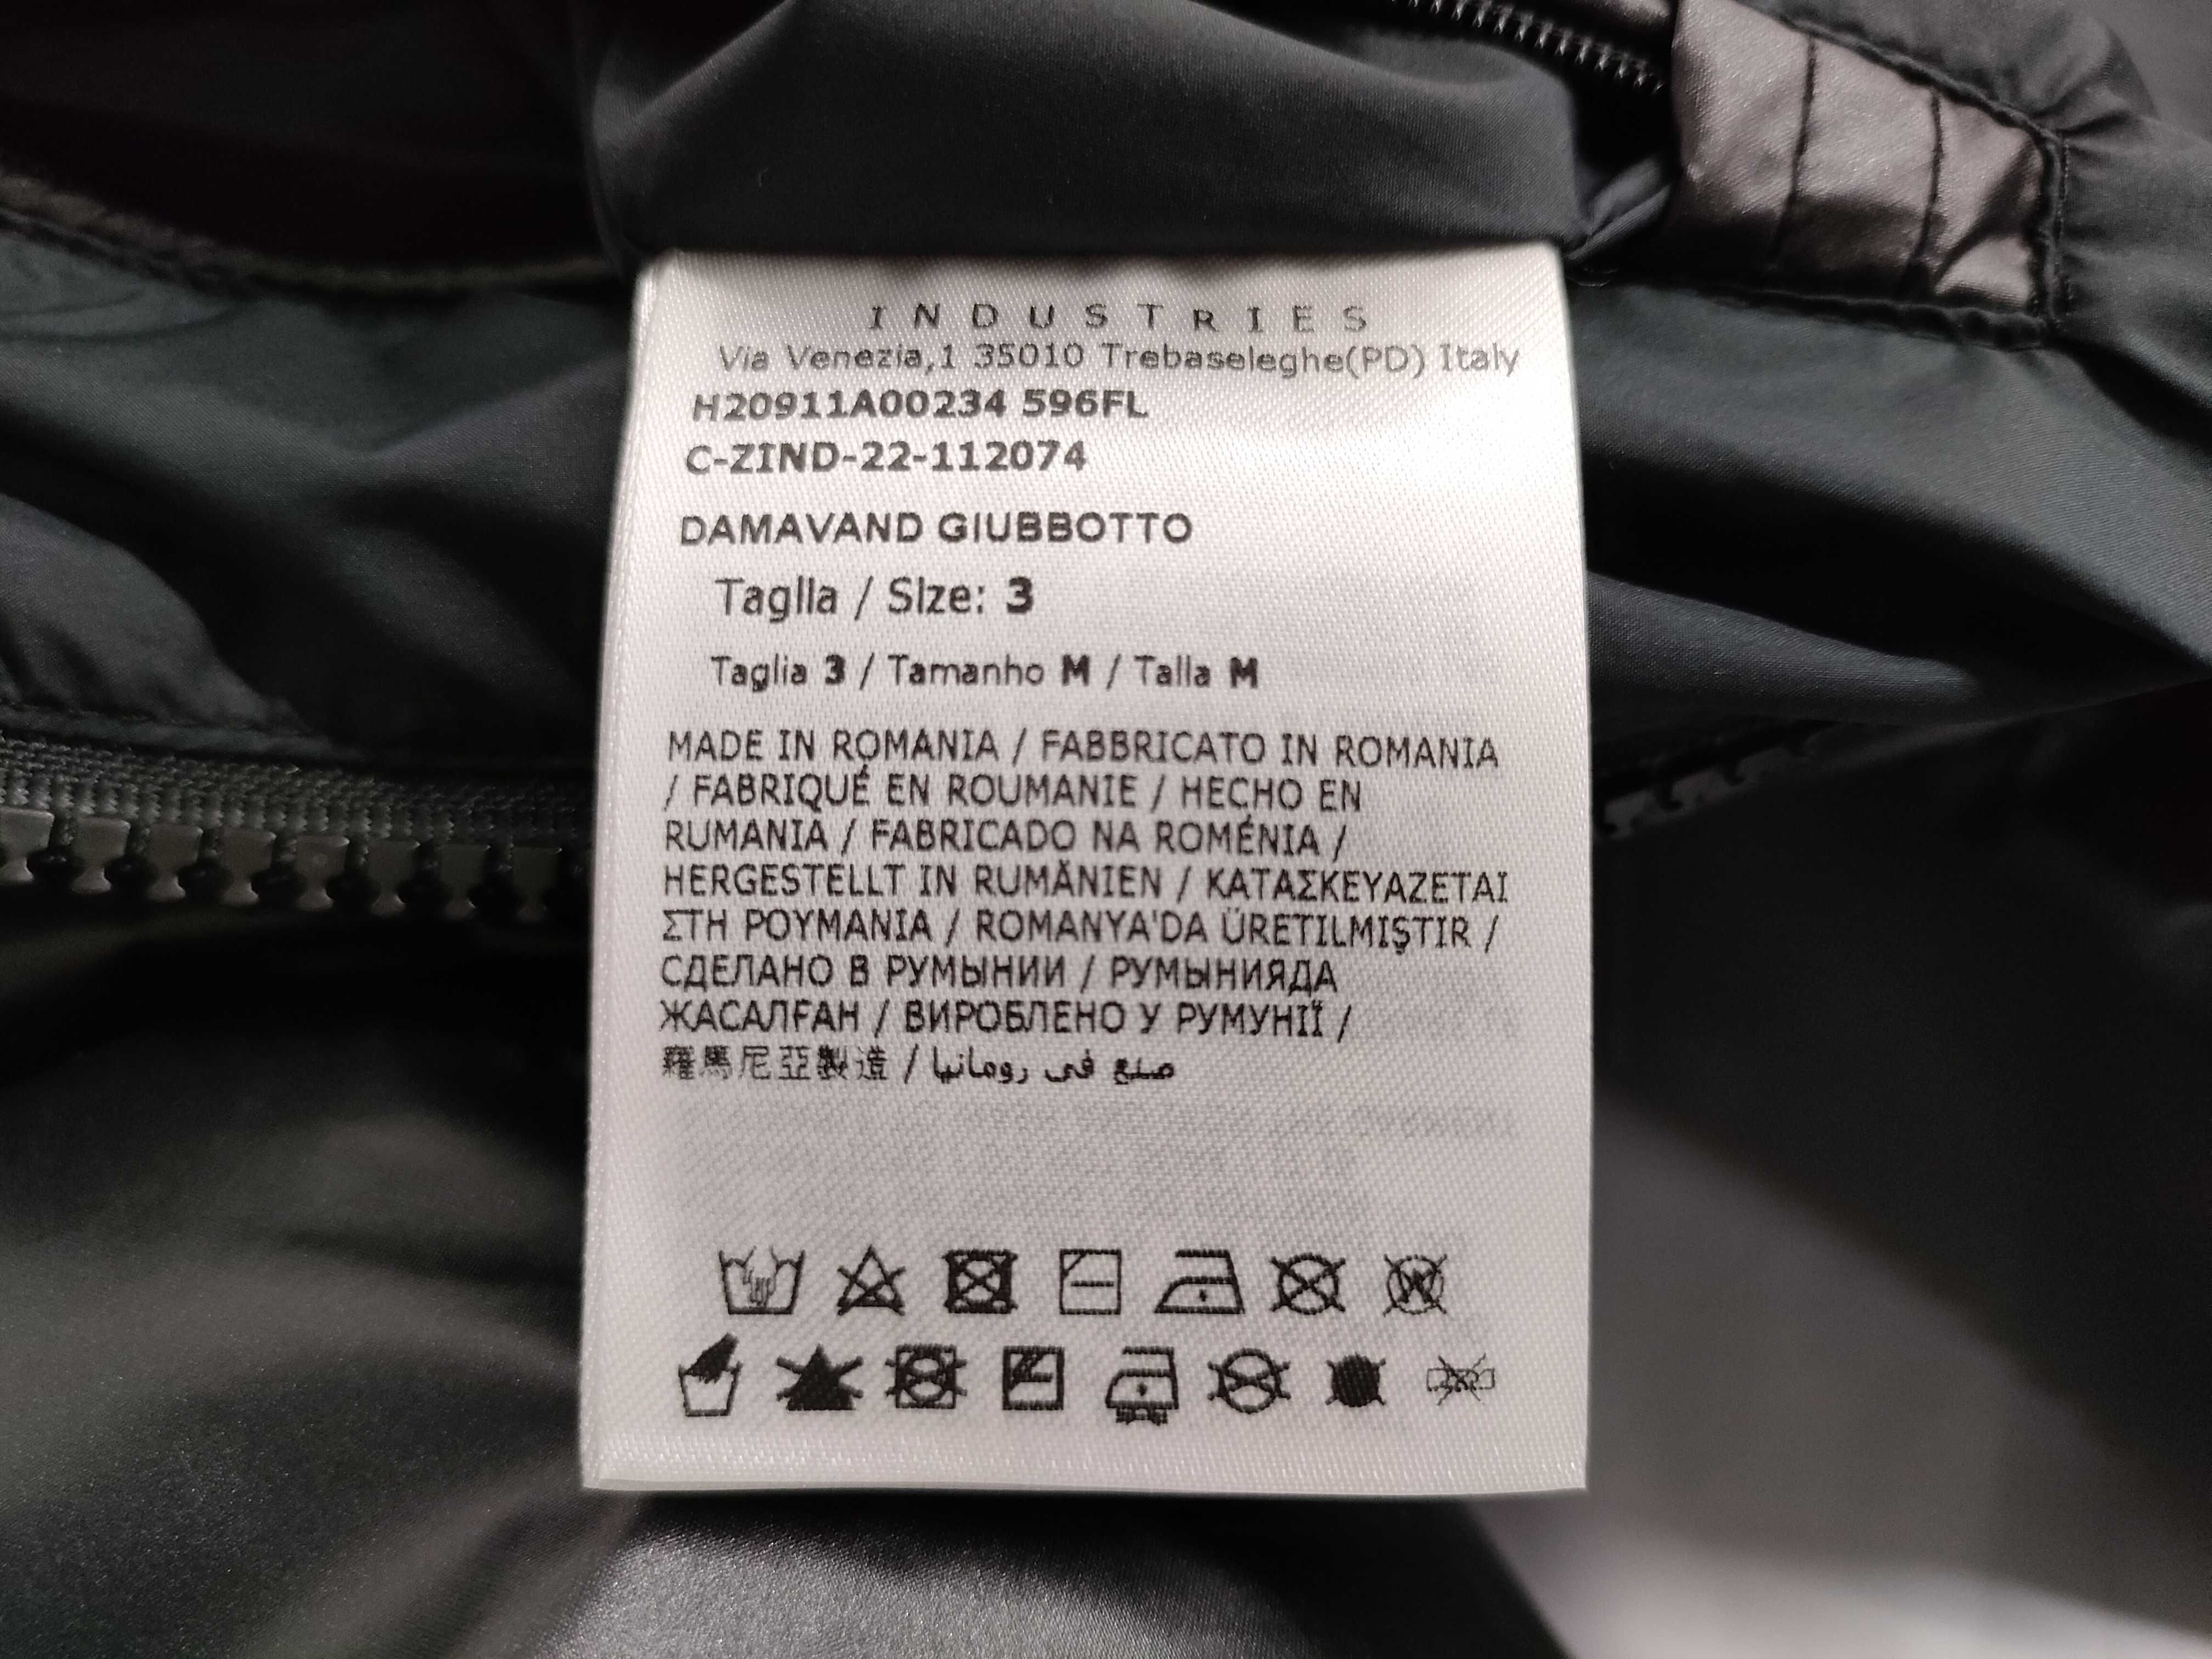 INDUSTRIES
Via Venezia,1 35010 Trebaseleghe(PD) Italy
H20911A00234 596FL
C-ZIND-22-112074
DAMAVAND GIUBBOTTO
Taglia / Size: 3
Taglia 3 / Tamanho M / Talla M
MADE IN ROMANIA / FABBRICATO IN ROMANIA
/ FABRIQUÉ EN ROUMANIE / HECHO EN
RUMANIA / FABRICADO NA ROMÉNIA /
HERGESTELLT IN RUMÄNIEN / ΚΑΤΑΣΚΕΥΑΖΕΤΑΙ
ΣΤΗ ΡΟΥΜΑΝΙΑ / ROMANYA'DA ÜRETILMIŞTIR /
СДЕЛАНО В РУМЫНИИ / РУМЫНИЯДА
ЖАСАЛҒАН / ВИРОБЛЕНО У РУМУНІЇ /
羅馬尼亞製造 / صنع في رومانيا